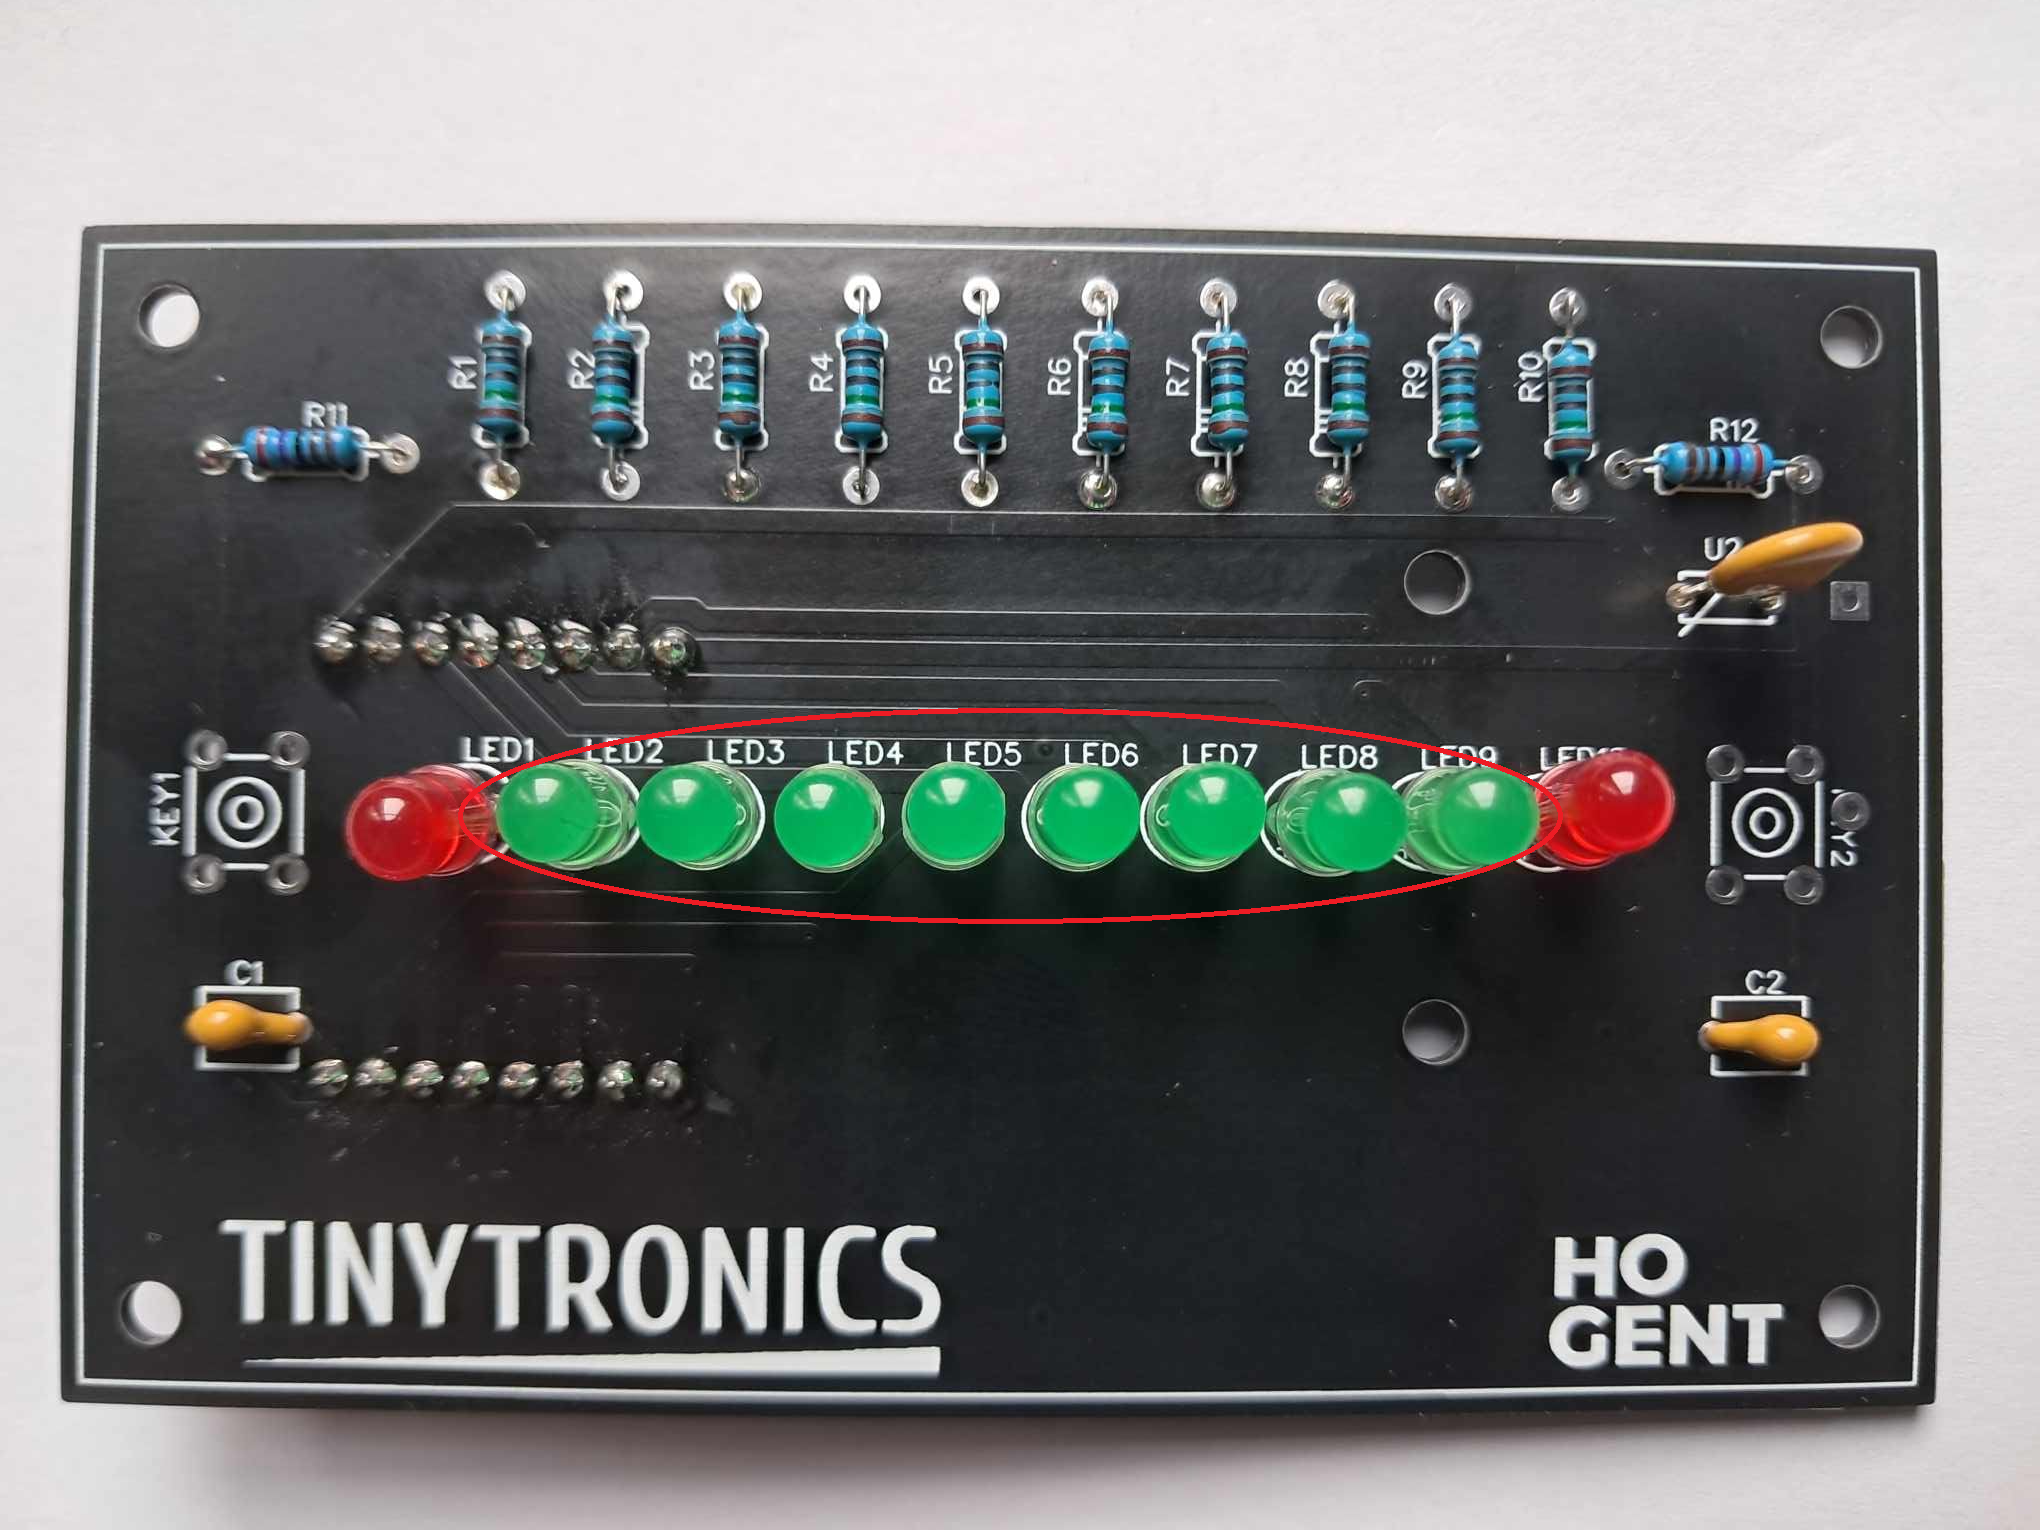 R1 R2 R3 R4 R5 R6 R7 R8 R9 R10
R11
R12
U2
LED1 LED2 LED3 LED4 LED5 LED6 LED7 LED8 LED9
KEY1
C1
C2
TINYTRONICS
HO
GENT